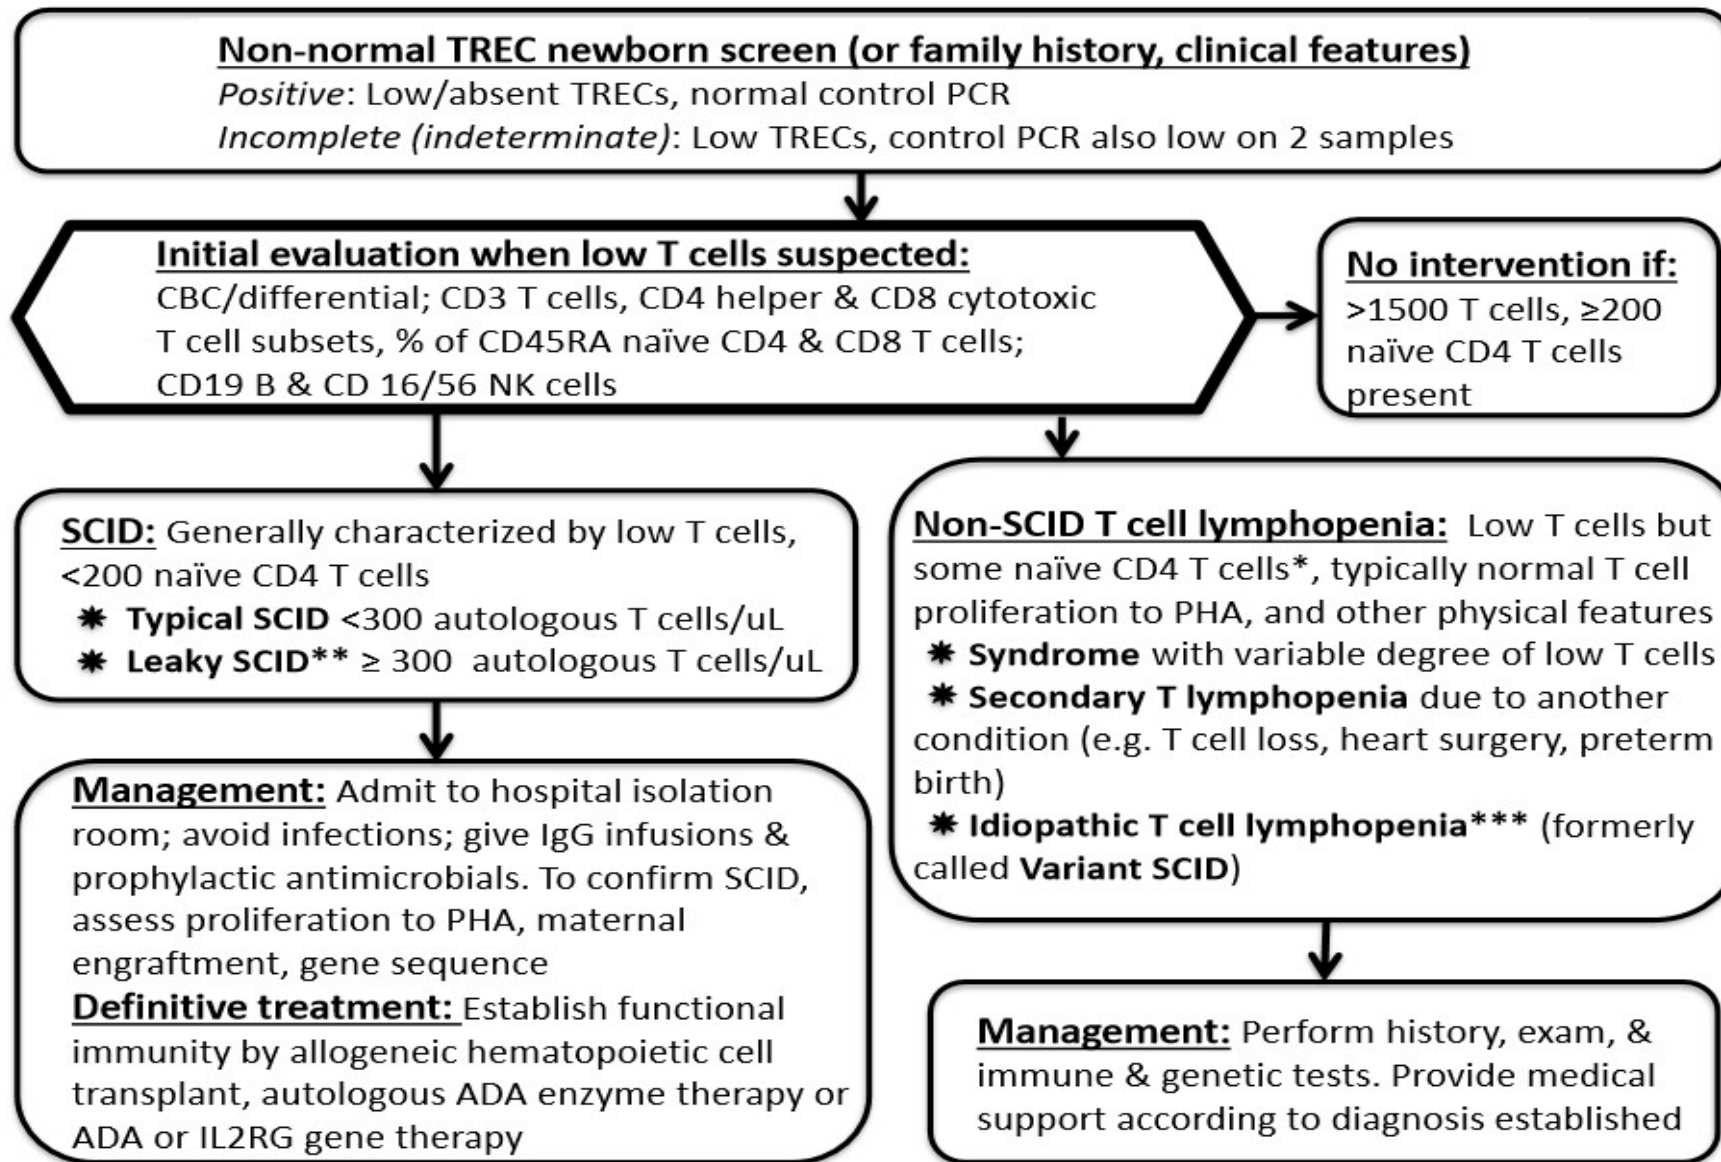 Non-normal TREC newborn screen (or family history, clinical features)
Positive: Low/absent TRECs, normal control PCR
Incomplete (indeterminate): Low TRECs, control PCR also low on 2 samples
Initial evaluation when low T cells suspected:
CBC/differential; CD3 T cells, CD4 helper & CD8 cytotoxic
T cell subsets, % of CD45RA naïve CD4 & CD8 T cells;
CD19 B & CD 16/56 NK cells
No intervention if:
>1500 T cells, ≥200
naïve CD4 T cells
present
SCID: Generally characterized by low T cells,
<200 naïve CD4 T cells
✷ Typical SCID <300 autologous T cells/uL
✷ Leaky SCID** ≥ 300 autologous T cells/uL
Non-SCID T cell lymphopenia: Low T cells but
some naïve CD4 T cells*, typically normal T cell
proliferation to PHA, and other physical features
✷ Syndrome with variable degree of low T cells
✷ Secondary T lymphopenia due to another
condition (e.g. T cell loss, heart surgery, preterm
birth)
✷ Idiopathic T cell lymphopenia*** (formerly
called Variant SCID)
Management: Admit to hospital isolation
room; avoid infections; give IgG infusions &
prophylactic antimicrobials. To confirm SCID,
assess proliferation to PHA, maternal
engraftment, gene sequence
Definitive treatment: Establish functional
immunity by allogeneic hematopoietic cell
transplant, autologous ADA enzyme therapy or
ADA or IL2RG gene therapy
Management: Perform history, exam, &
immune & genetic tests. Provide medical
support according to diagnosis established